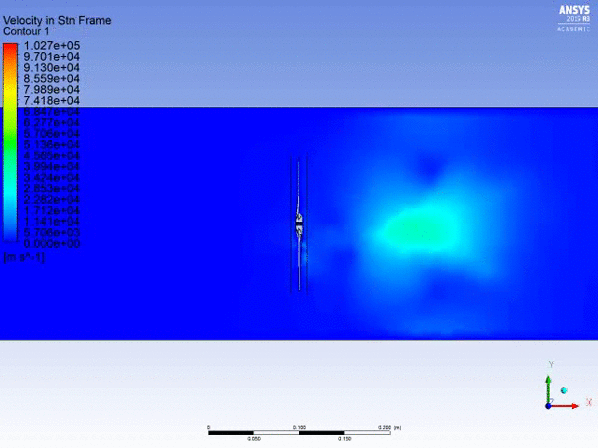 Velocity in Stn Frame
Contour 1
ANSYS
2019 R3
ACADEMIC
1.027e+05
9.701e+04
9.130e+04
8.559e+04
7.989e+04
7.418e+04
6.847e+04
6.277e+04
5.706e+04
5.136e+04
4.565e+04
3.994e+04
3.424e+04
2.853e+04
2.282e+04
1.712e+04
1.141e+04
5.706e+03
0.000e+00
[m s^-1]
Y
Z
X
0 0.100 0.200 (m)
0.050 0.150